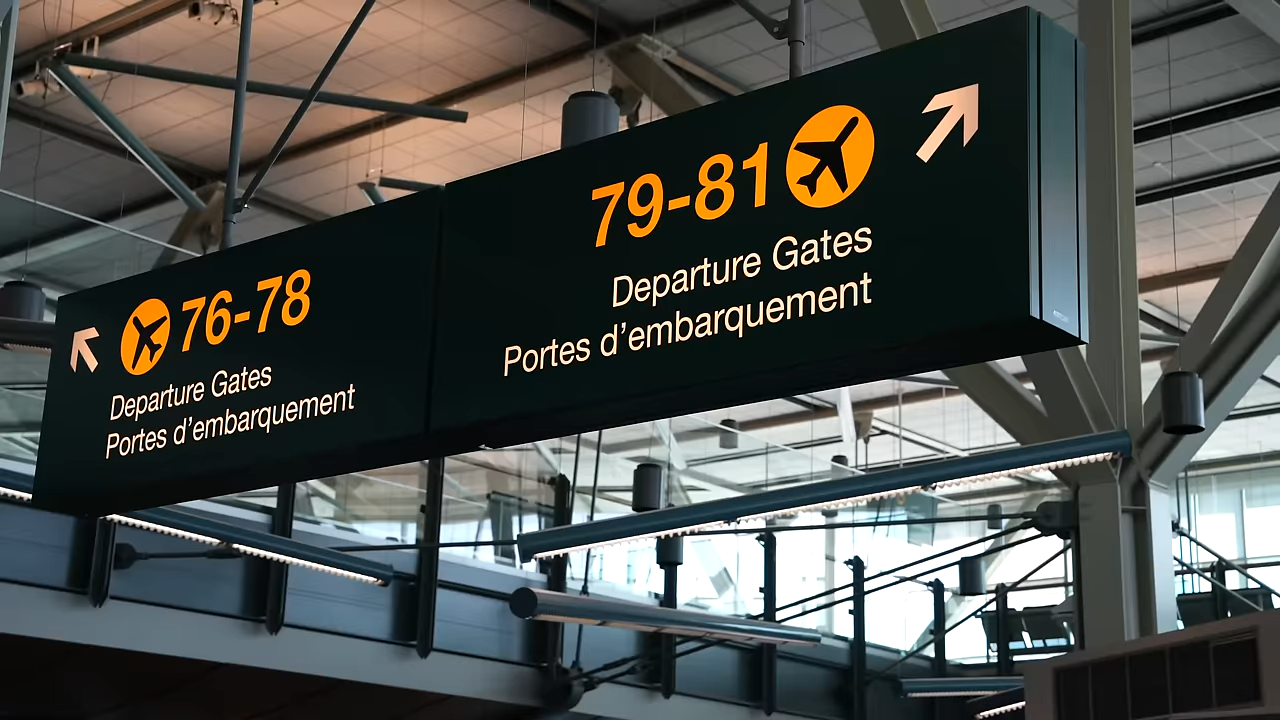 76-78
Departure Gates
Portes d'embarquement
79-81
Departure Gates
Portes d'embarquement